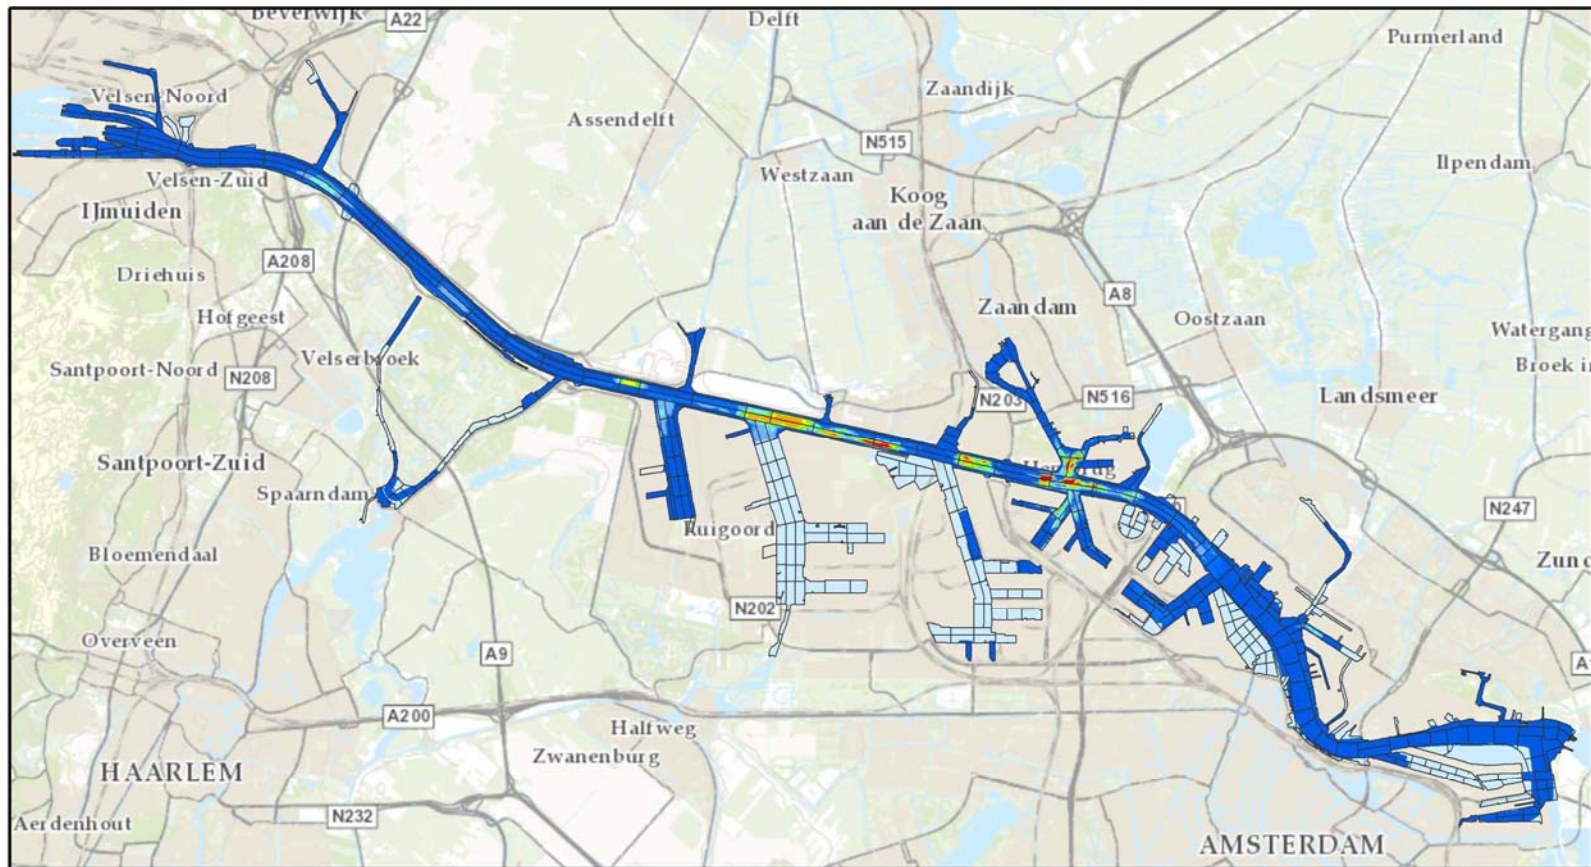 Beverwijk
A22
Delft
Purmerland
Velsen-Noord
Zaandijk
Assendelft
N515
Ilpendam
Westzaan
Velsen-Zuid
Koog
aan de Zaan
IJmuiden
A208
Driehuis
Zaandam
A8
Hofgeest
Oostzaan
Watergang
Velserbroek
Santpoort-Noord
N208
Broek in
N203
N516
Landsmeer
Santpoort-Zuid
Spaarndam
N247
Ruigoord
Bloemendaal
Zund
N202
Overveen
A9
A200
Halfweg
Zwanenburg
HAARLEM
N232
Aerdenhout
AMSTERDAM